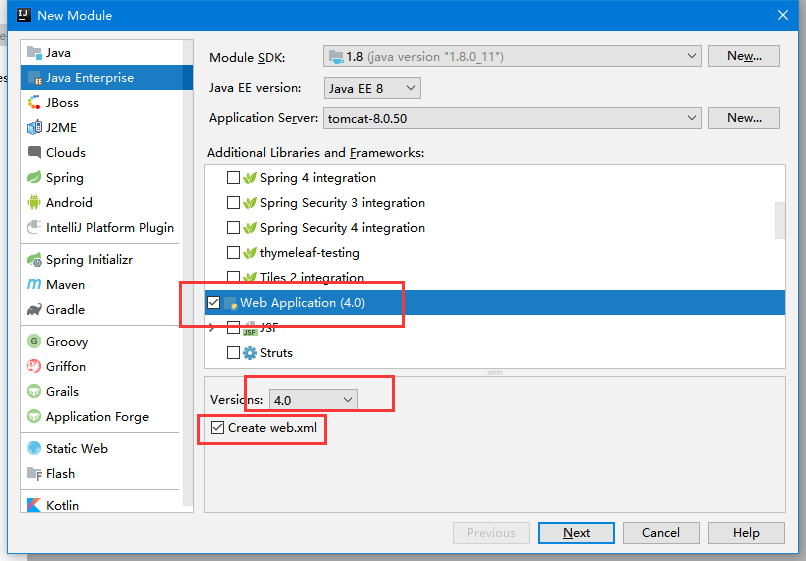 New Module
Java
Java Enterprise
JBoss
J2ME
Clouds
Spring
Android
IntelliJ Platform Plugin
Spring Initializr
Maven
Gradle
Groovy
Griffon
Grails
Application Forge
Static Web
Flash
Kotlin
Module SDK: 1.8 (java version "1.8.0_11") New...
Java EE version: Java EE 8
Application Server: tomcat-8.0.50 New...
Additional Libraries and Frameworks:
Spring 4 integration
Spring Security 3 integration
Spring Security 4 integration
thymeleaf-testing
Tiles 2 integration
Web Application (4.0)
JSF
Struts
Versions: 4.0
Create web.xml
Previous Next Cancel Help